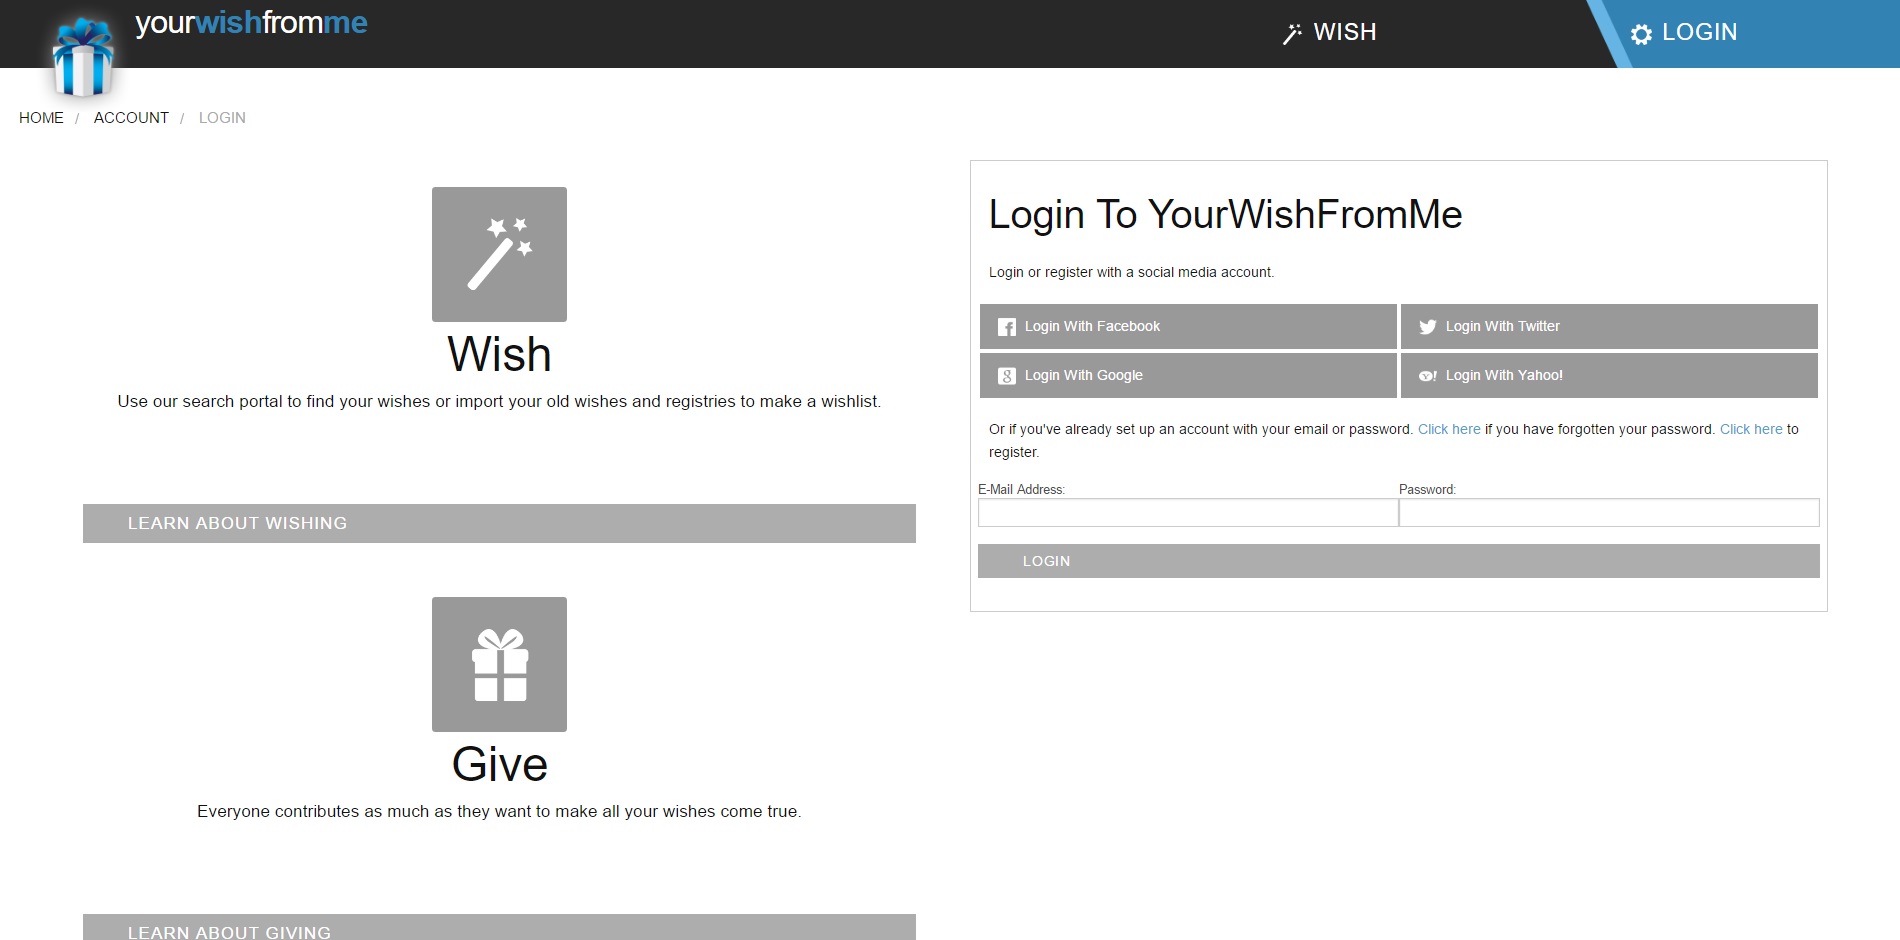 yourwishfromme
WISH
LOGIN
HOME / ACCOUNT / LOGIN
Wish
Use our search portal to find your wishes or import your old wishes and registries to make a wishlist.
LEARN ABOUT WISHING
Give
Everyone contributes as much as they want to make all your wishes come true.
LEARN ABOUT GIVING
Login To YourWishFromMe
Login or register with a social media account.
Login With Facebook
Login With Twitter
Login With Google
Login With Yahoo!
Or if you've already set up an account with your email or password. Click here if you have forgotten your password. Click here to
register.
E-Mail Address:
Password:
LOGIN